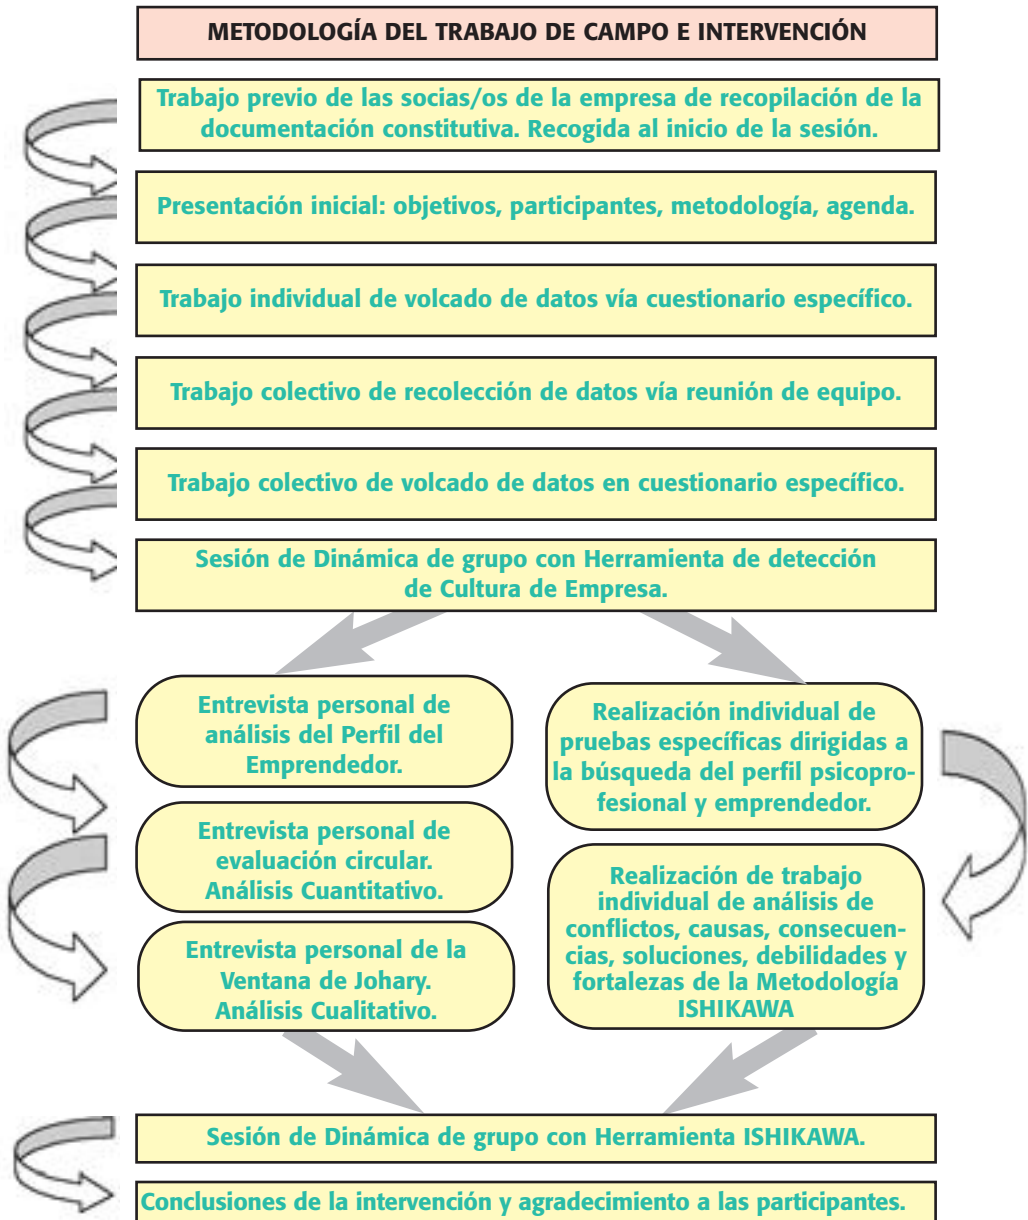 METODOLOGÍA DEL TRABAJO DE CAMPO E INTERVENCIÓN
Trabajo previo de las socias/os de la empresa de recopilación de la
documentación constitutiva. Recogida al inicio de la sesión.
Presentación inicial: objetivos, participantes, metodología, agenda.
Trabajo individual de volcado de datos vía cuestionario específico.
Trabajo colectivo de recolección de datos vía reunión de equipo.
Trabajo colectivo de volcado de datos en cuestionario específico.
Sesión de Dinámica de grupo con Herramienta de detección
de Cultura de Empresa.
Entrevista personal de
análisis del Perfil del
Emprendedor.
Entrevista personal de
evaluación circular.
Análisis Cuantitativo.
Entrevista personal de la
Ventana de Johary.
Análisis Cualitativo.
Realización individual de
pruebas específicas dirigidas a
la búsqueda del perfil psicopro-
fesional y emprendedor.
Realización de trabajo
individual de análisis de
conflictos, causas, consecuen-
cias, soluciones, debilidades y
fortalezas de la Metodología
ISHIKAWA
Sesión de Dinámica de grupo con Herramienta ISHIKAWA.
Conclusiones de la intervención y agradecimiento a las participantes.